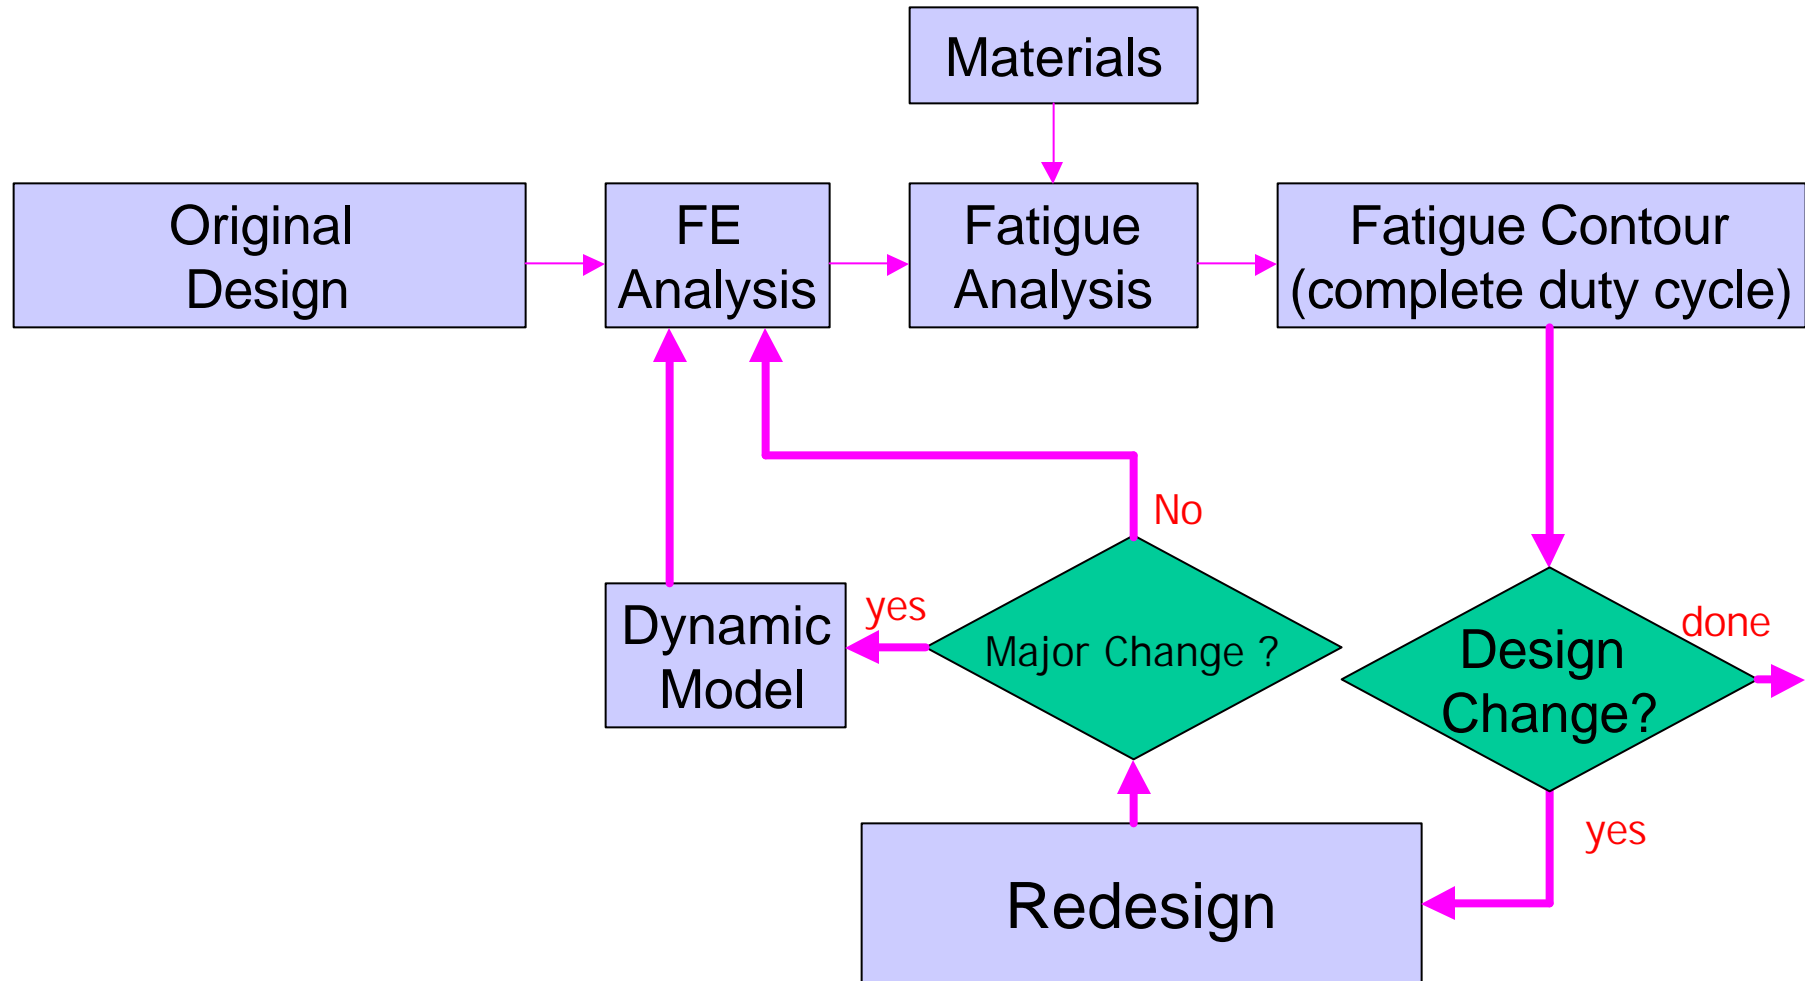 Materials
Original
Design
FE
Analysis
Fatigue
Analysis
Fatigue Contour
(complete duty cycle)
No
yes
Dynamic
Model
Major Change ?
done
Design
Change?
yes
Redesign